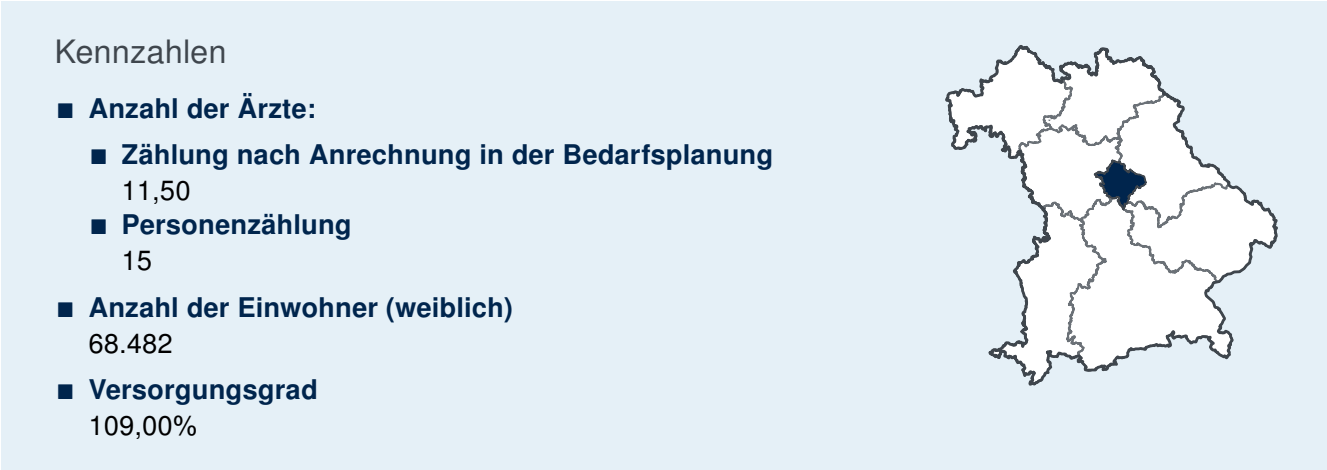 Kennzahlen
■ Anzahl der Ärzte:
■ Zählung nach Anrechnung in der Bedarfsplanung
11,50
■ Personenzählung
15
■ Anzahl der Einwohner (weiblich)
68.482
■ Versorgungsgrad
109,00%